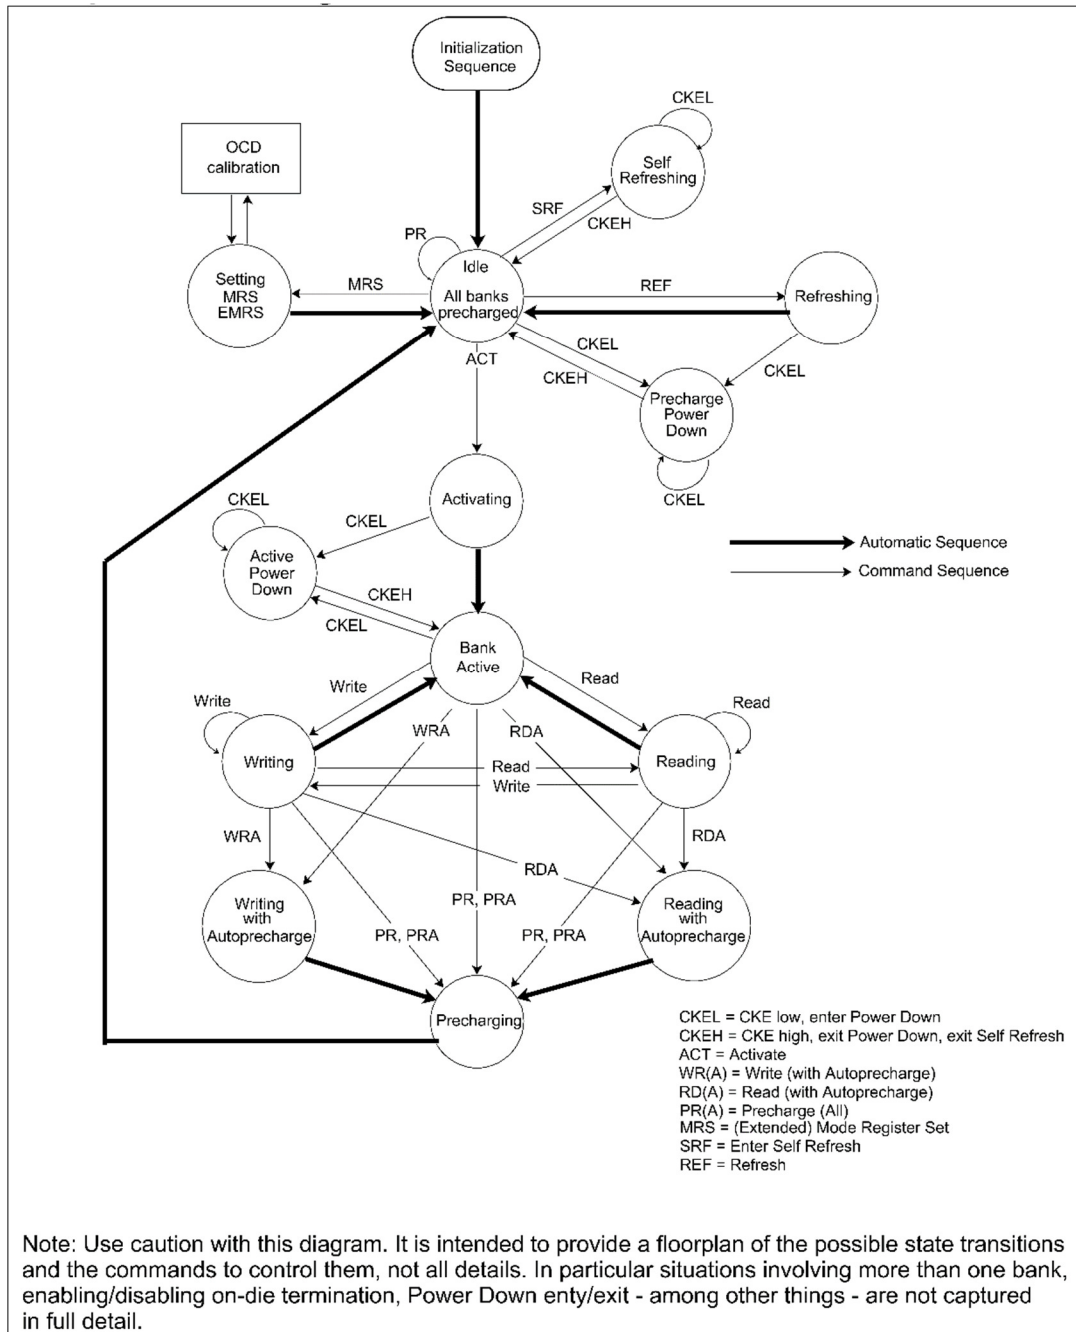 Initialization
Sequence
CKEL
OCD
calibration
Self
Refreshing
SRF
CKEH
PR
Idle
All banks
precharged
Setting
MRS
EMRS
MRS
REF
Refreshing
CKEL
CKEH
CKEL
ACT
Precharge
Power
Down
CKEL
Activating
CKEL
CKEL
Active
Power
Down
Automatic Sequence
Command Sequence
CKEH
CKEL
Bank
Active
Write
Read
Write
Read
WRA
RDA
Writing
Read
Write
Reading
WRA
RDA
RDA
Writing
with
Autoprecharge
PR, PRA
Reading
with
Autoprecharge
PR, PRA
PR, PRA
Precharging
CKEL = CKE low, enter Power Down
CKEH = CKE high, exit Power Down, exit Self Refresh
ACT = Activate
WR(A) = Write (with Autoprecharge)
RD(A) = Read (with Autoprecharge)
PR(A) = Precharge (All)
MRS = (Extended) Mode Register Set
SRF = Enter Self Refresh
REF = Refresh
Note: Use caution with this diagram. It is intended to provide a floorplan of the possible state transitions
and the commands to control them, not all details. In particular situations involving more than one bank,
enabling/disabling on-die termination, Power Down enty/exit - among other things - are not captured
in full detail.